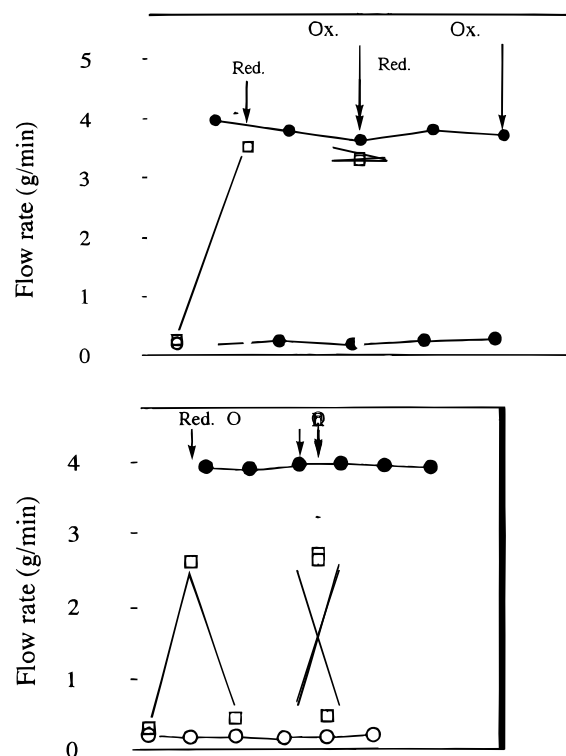 Ox. Ox.
Red. Red.
5
4
3
2
1
0
Flow rate (g/min)
Red. O
4
3
2
1
0
Flow rate (g/min)